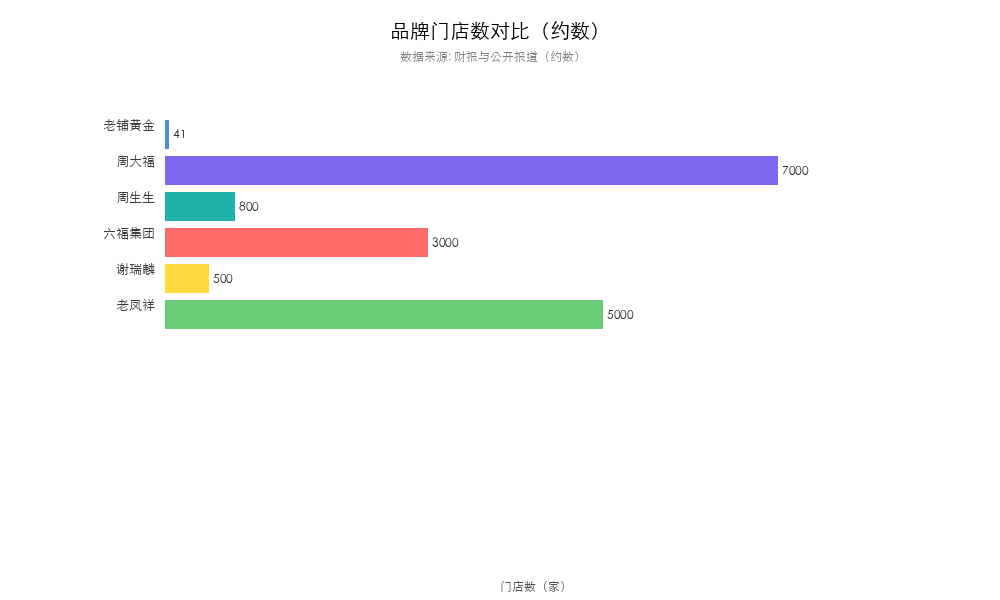 品牌门店数对比（约数）
数据来源: 财报与公开报道（约数）
老铺黄金 41
周大福 7000
周生生 800
六福集团 3000
谢瑞麟 500
老凤祥 5000
门店数（家）